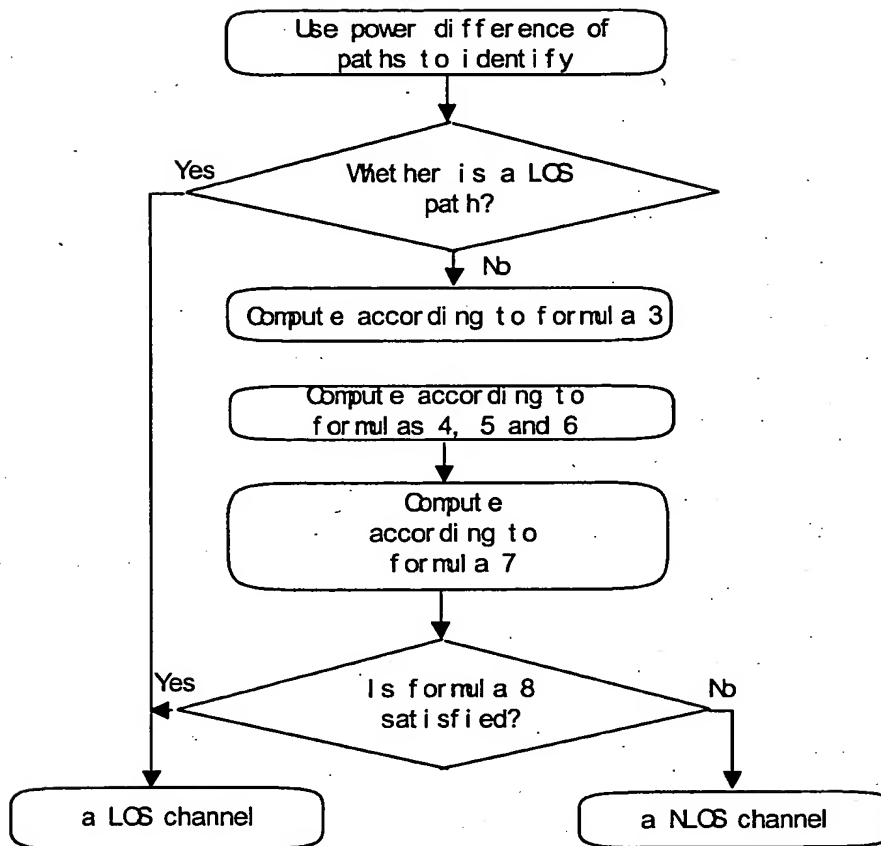 Use power difference of
paths to identify
Yes
Whether is a LOS
path?
No
Compute according to formula 3
Compute according to
formulas 4, 5 and 6
Compute
according to
formula 7
Yes
Is formula 8
satisfied?
No
a LOS channel
a NLOS channel